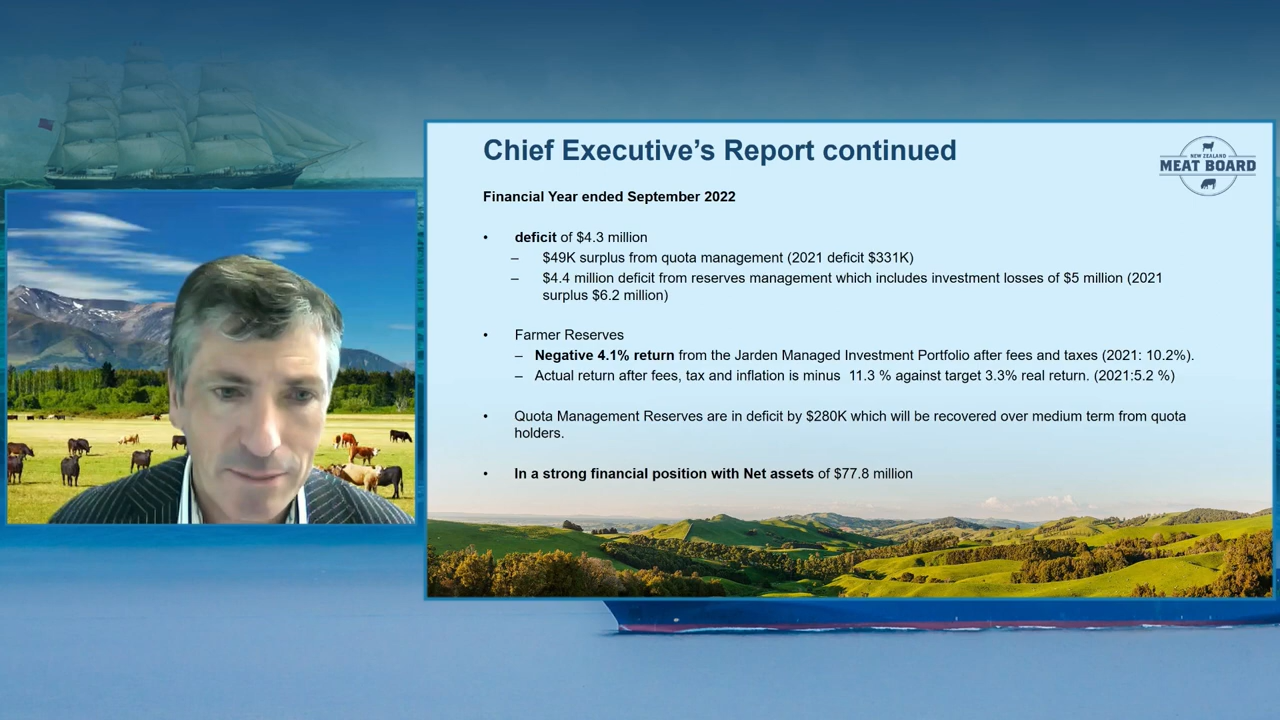 Chief Executive’s Report continued
NEW ZEALAND
MEAT BOARD
Financial Year ended September 2022
• deficit of $4.3 million
– $49K surplus from quota management (2021 deficit $331K)
– $4.4 million deficit from reserves management which includes investment losses of $5 million (2021
surplus $6.2 million)
• Farmer Reserves
– Negative 4.1% return from the Jarden Managed Investment Portfolio after fees and taxes (2021: 10.2%).
– Actual return after fees, tax and inflation is minus 11.3 % against target 3.3% real return. (2021:5.2 %)
• Quota Management Reserves are in deficit by $280K which will be recovered over medium term from quota
holders.
• In a strong financial position with Net assets of $77.8 million